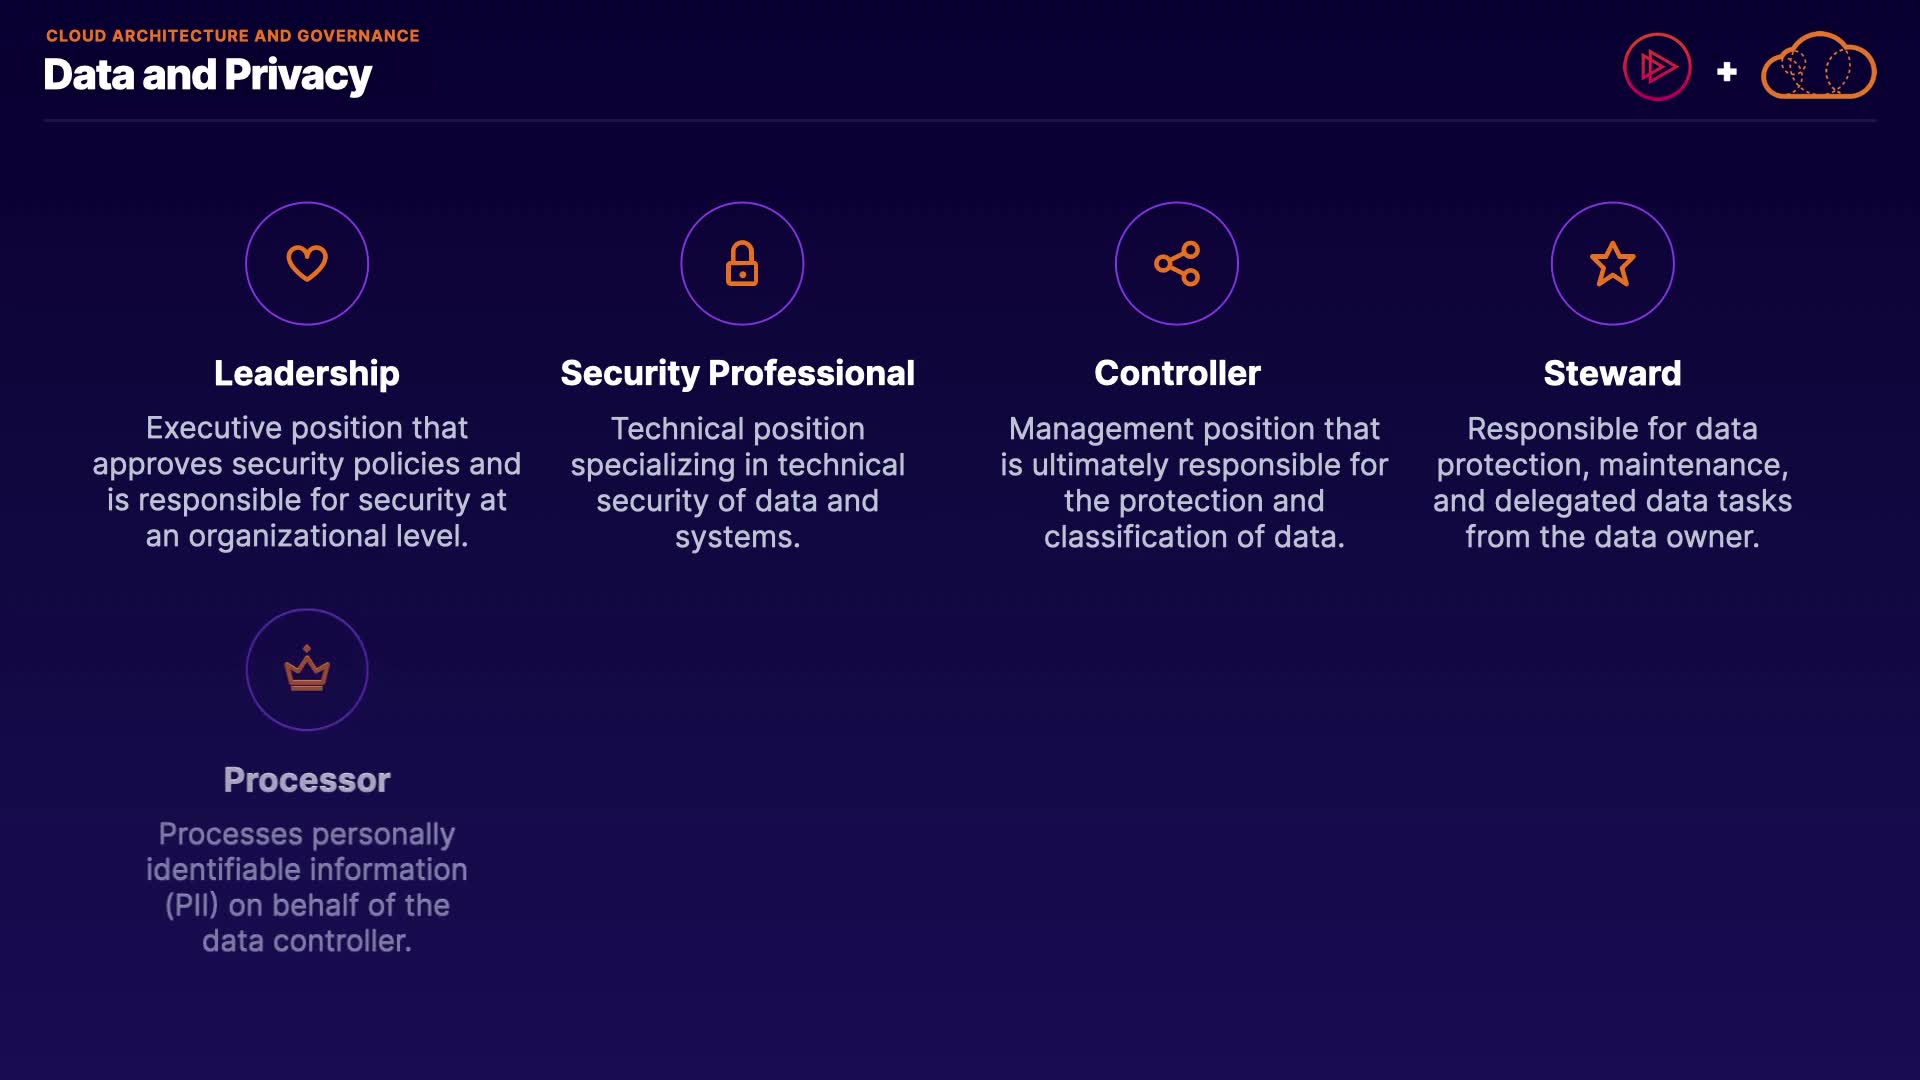 CLOUD ARCHITECTURE AND GOVERNANCE
Data and Privacy
Leadership
Executive position that
approves security policies and
is responsible for security at
an organizational level.
Security Professional
Technical position
specializing in technical
security of data and
systems.
Controller
Management position that
is ultimately responsible for
the protection and
classification of data.
Steward
Responsible for data
protection, maintenance,
and delegated data tasks
from the data owner.
Processor
Processes personally
identifiable information
(PII) on behalf of the
data controller.